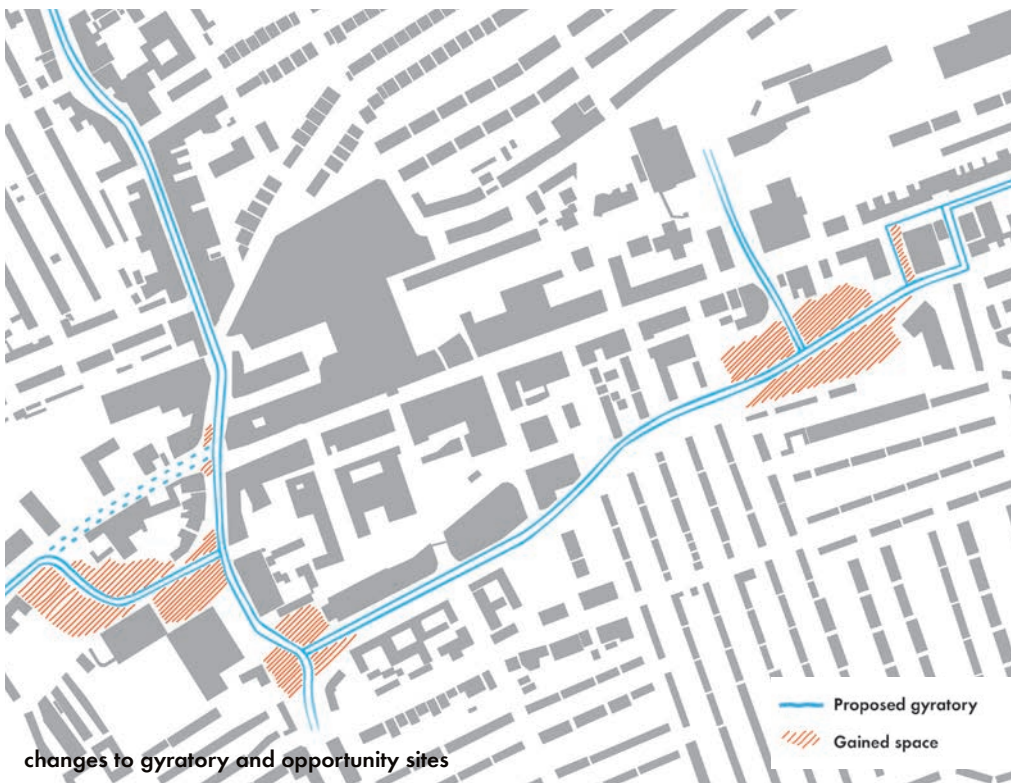 Proposed gyratory
Gained space
changes to gyratory and opportunity sites